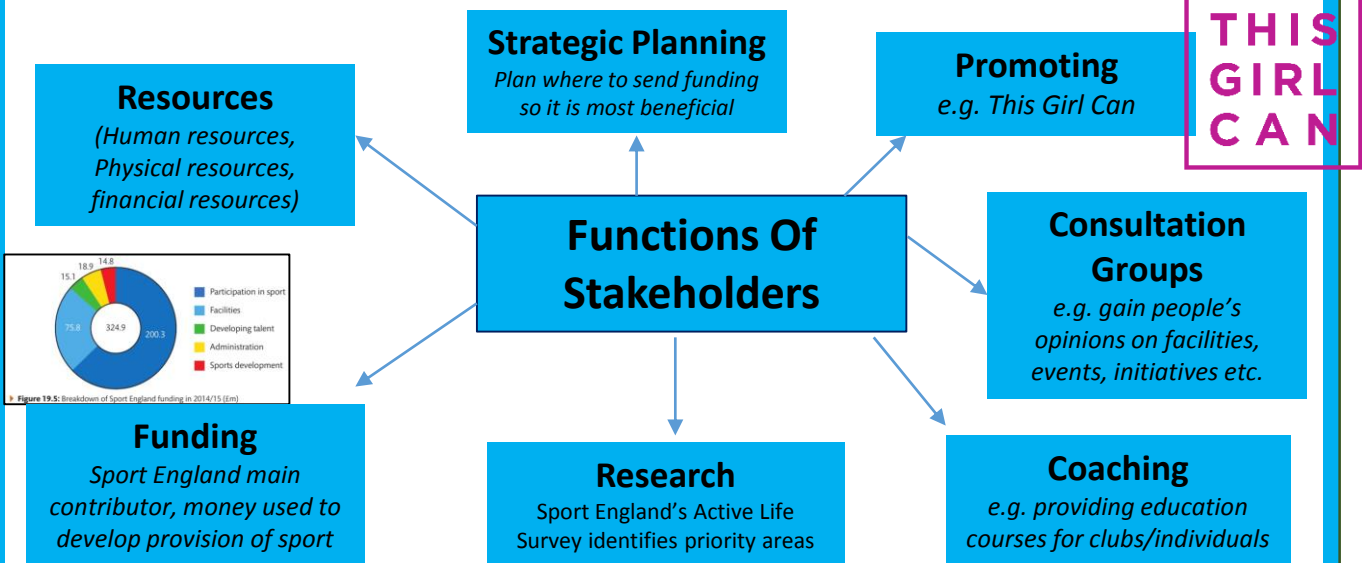 Strategic Planning
Plan where to send funding
so it is most beneficial
Promoting
e.g. This Girl Can
THIS
GIRL
CAN
Resources
(Human resources,
Physical resources,
financial resources)
Functions Of
Stakeholders
Consultation
Groups
e.g. gain people's
opinions on facilities,
events, initiatives etc.
15.1
18.9
14.8
75.8
324.9
200.3
Participation in sport
Facilities
Developing talent
Administration
Sports development
Figure 19.5: Breakdown of Sport England funding in 2014/15 (£m)
Funding
Sport England main
contributor, money used to
develop provision of sport
Research
Sport England's Active Life
Survey identifies priority areas
Coaching
e.g. providing education
courses for clubs/individuals